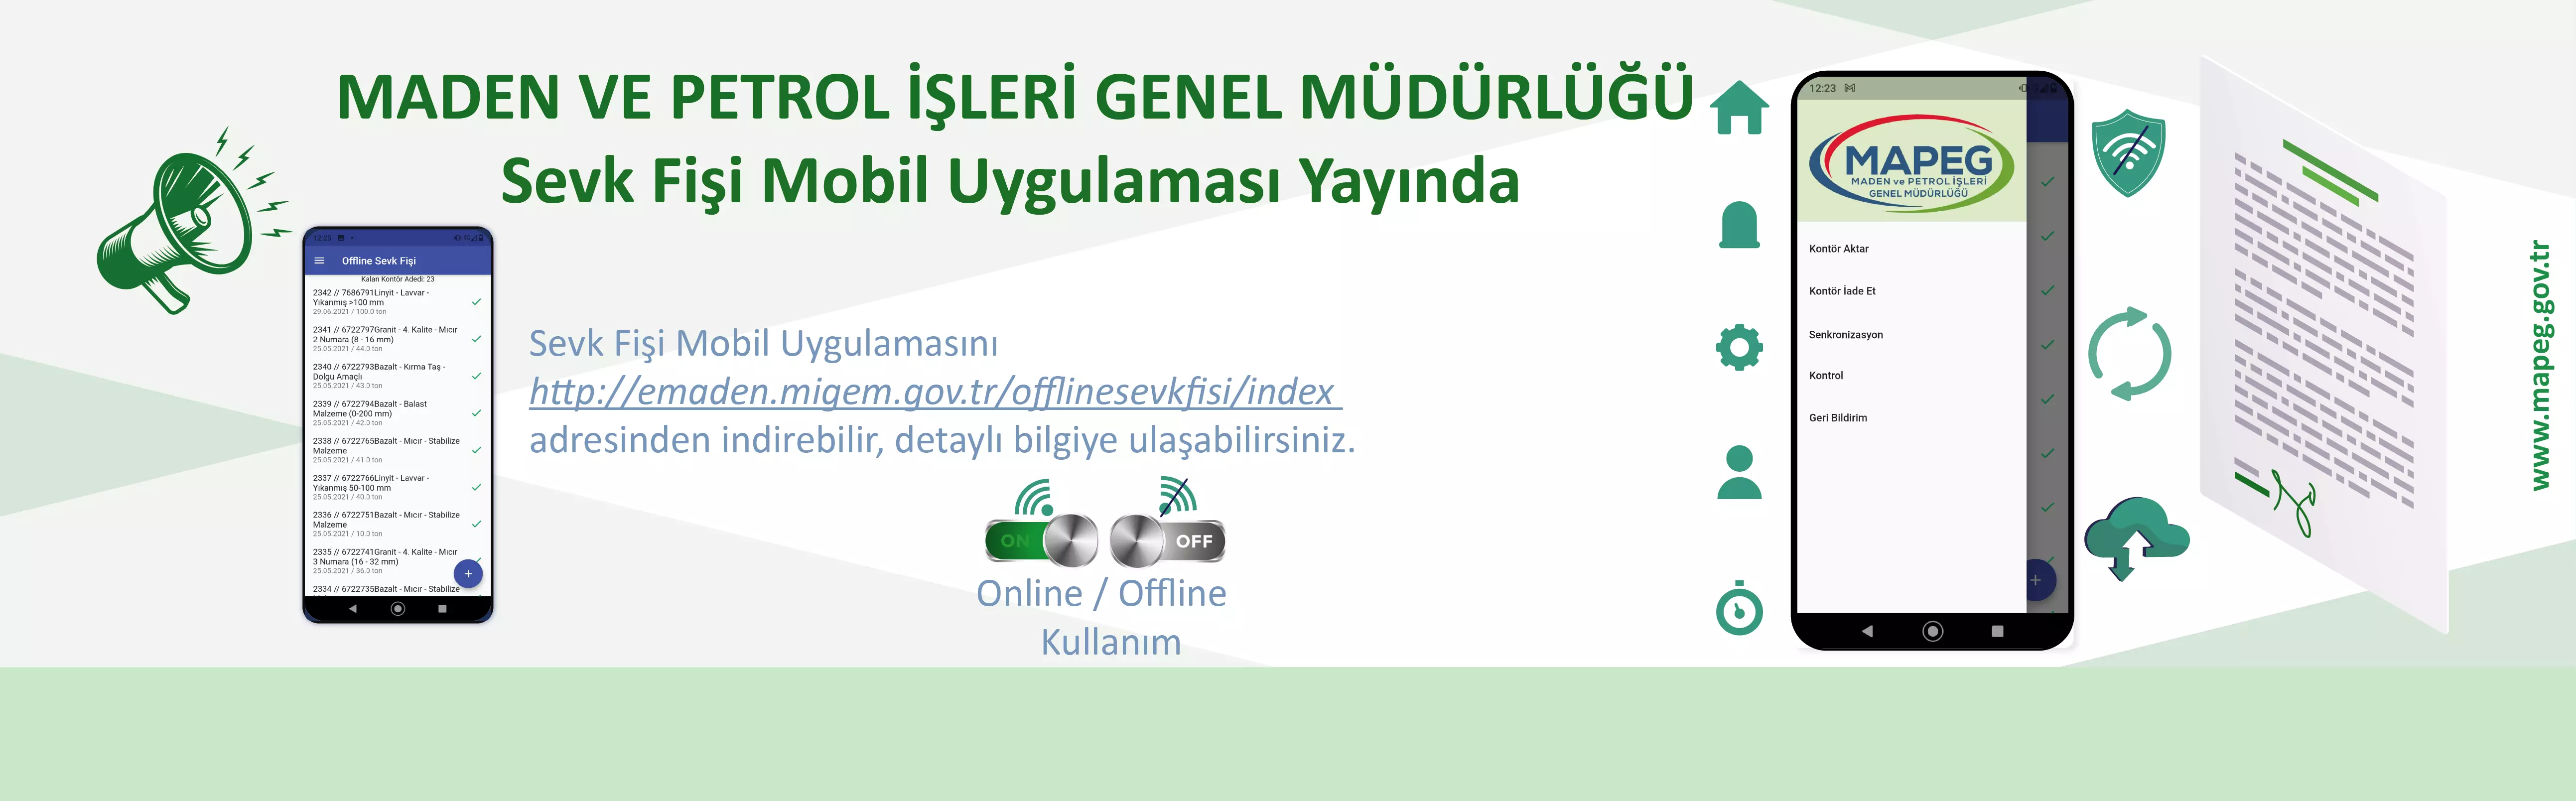 MADEN VE PETROL İŞLERİ GENEL MÜDÜRLÜĞÜ
Sevk Fişi Mobil Uygulaması Yayında
12:23
Offline Sevk Fişi
Kalan Kontör Adedi: 23
2342 // 7686791Linyit - Lavvar -
Yıkanmış >100 mm
29.06.2021 / 100.0 ton
2341 // 6722797Granit - 4. Kalite - Mıcır
2 Numara (8 - 16 mm)
25.05.2021 / 44.0 ton
2340 // 6722793Bazalt - Kırma Taş -
Dolgu Amaçlı
25.05.2021 / 43.0 ton
2339 // 6722794Bazalt - Balast
Malzeme (0-200 mm)
25.05.2021 / 42.0 ton
2338 // 6722765Bazalt - Mıcır - Stabilize
Malzeme
25.05.2021 / 41.0 ton
2337 // 6722766Linyit - Lavvar -
Yıkanmış 50-100 mm
25.05.2021 / 40.0 ton
2336 // 6722751Bazalt - Mıcır - Stabilize
Malzeme
25.05.2021 / 10.0 ton
2335 // 6722741Granit - 4. Kalite - Mıcır
3 Numara (16 - 32 mm)
25.05.2021 / 36.0 ton
2334 // 6722735Bazalt - Mıcır - Stabilize
Sevk Fişi Mobil Uygulamasını
http://emaden.migem.gov.tr/offlinesevkfisi/index
adresinden indirebilir, detaylı bilgiye ulaşabilirsiniz.
ON OFF
Online / Offline
Kullanım
12:23
MAPEG
MADEN ve PETROL İŞLERİ
GENEL MÜDÜRLÜĞÜ
Kontör Aktar
Kontör İade Et
Senkronizasyon
Kontrol
Geri Bildirim
www.mapeg.gov.tr